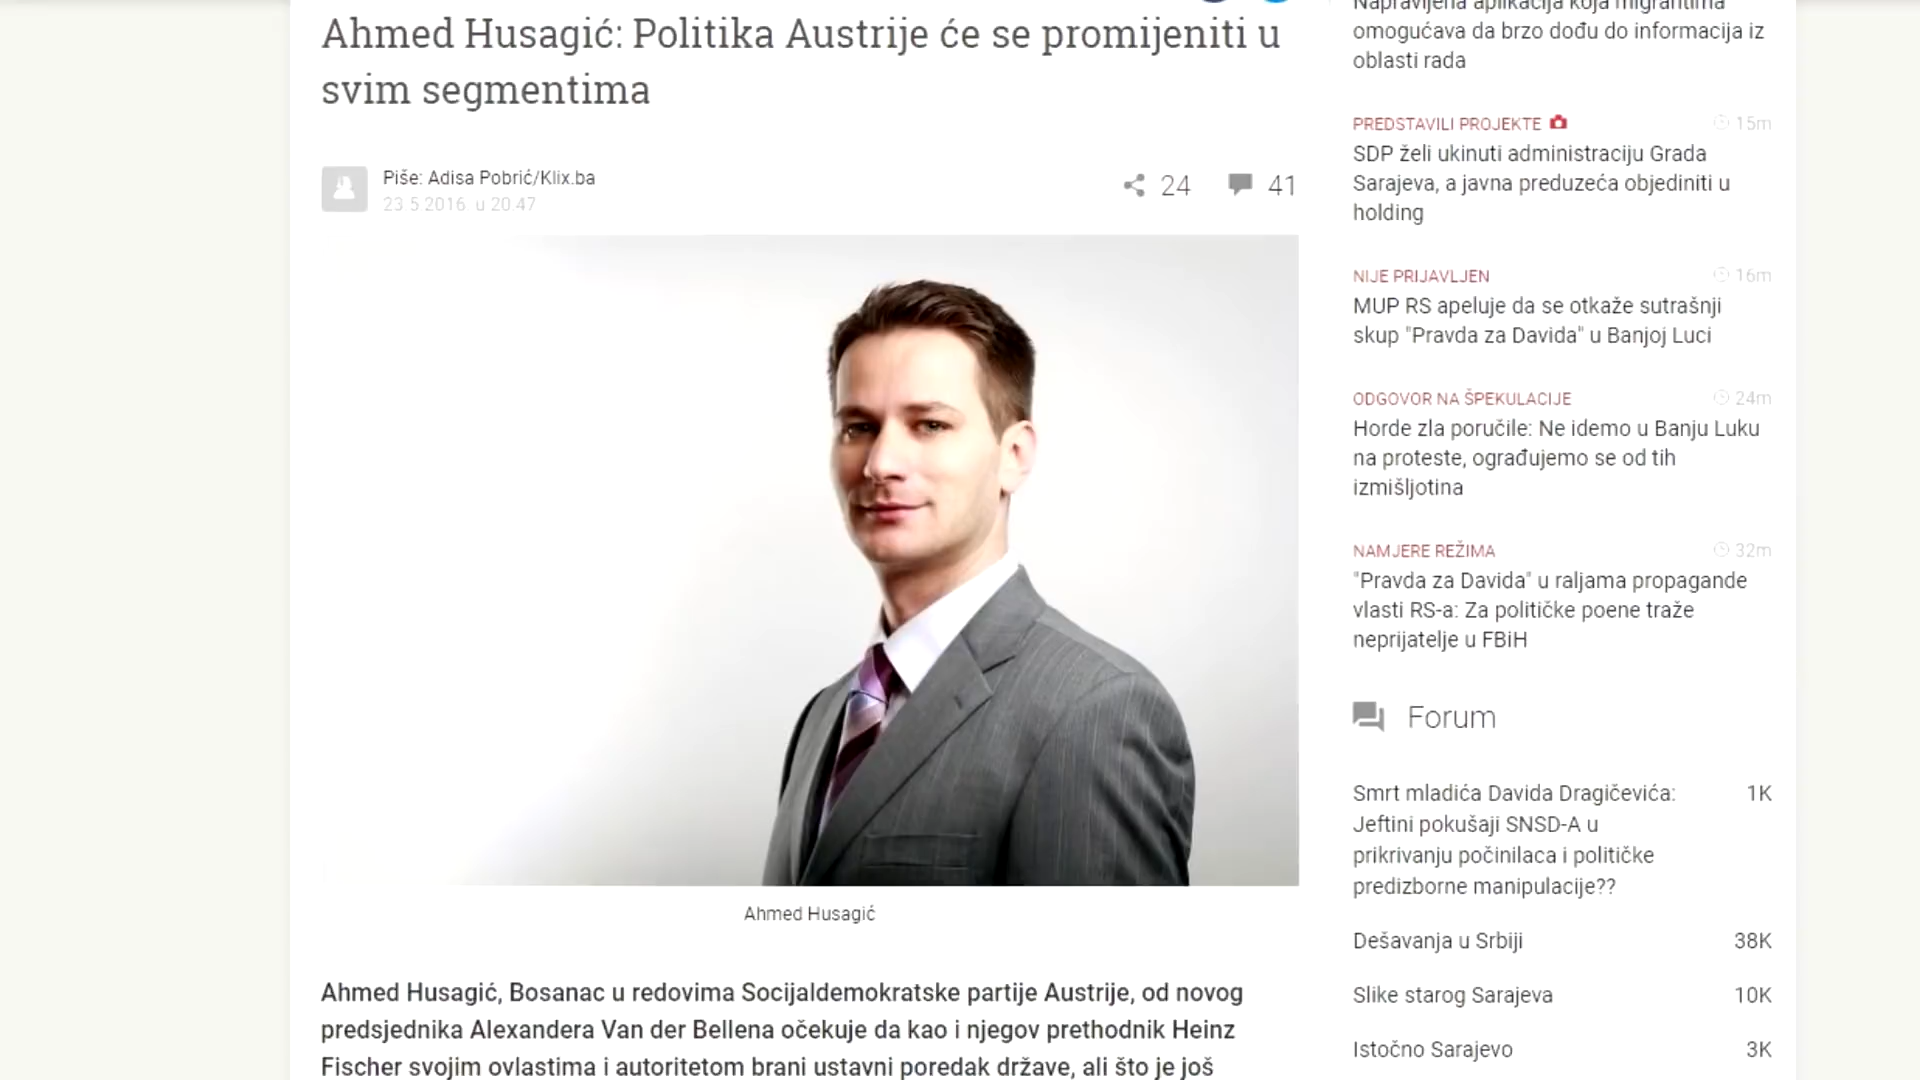 Ahmed Husagić: Politika Austrije će se promijeniti u
svim segmentima
Piše: Adisa Pobrić/Klix.ba
23.5.2016. u 20:47
24
41
Ahmed Husagić
Ahmed Husagić, Bosanac u redovima Socijaldemokratske partije Austrije, od novog
predsjednika Alexandera Van der Bellena očekuje da kao i njegov prethodnik Heinz
Fischer svojim ovlastima i autoritetom brani ustavni poredak države, ali što je još
Napravljena aplikacija koja migrantima
omogućava da brzo dođu do informacija iz
oblasti rada
PREDSTAVILI PROJEKTE 15m
SDP želi ukinuti administraciju Grada
Sarajeva, a javna preduzeća objediniti u
holding
NIJE PRIJAVLJEN 16m
MUP RS apeluje da se otkaže sutrašnji
skup "Pravda za Davida" u Banjoj Luci
ODGOVOR NA ŠPEKULACIJE 24m
Horde zla poručile: Ne idemo u Banju Luku
na proteste, ograđujemo se od tih
izmišljotina
NAMJERE REŽIMA 32m
"Pravda za Davida" u raljama propagande
vlasti RS-a: Za političke poene traže
neprijatelje u FBiH
Forum
Smrt mladića Davida Dragičevića: 1K
Jeftini pokušaji SNSD-A u
prikrivanju počinilaca i političke
predizborne manipulacije??
Dešavanja u Srbiji 38K
Slike starog Sarajeva 10K
Istočno Sarajevo 3K